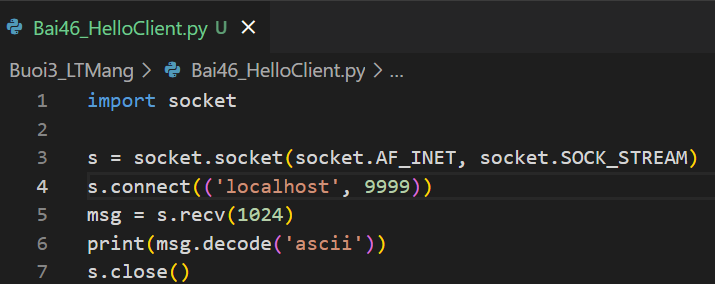 Bai46_HelloClient.py U ×
Buoi3_LTMang > Bai46_HelloClient.py > ...
1 import socket
2
3 s = socket.socket(socket.AF_INET, socket.SOCK_STREAM)
4 s.connect(('localhost', 9999))
5 msg = s.recv(1024)
6 print(msg.decode('ascii'))
7 s.close()